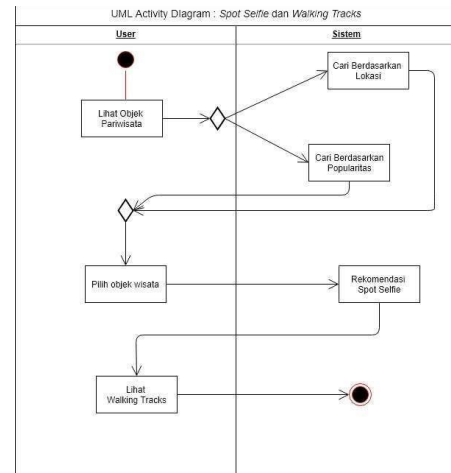 UML Activity DIagram : Spot Selfie dan Walking Tracks
User
Sistem
Cari Berdasarkan
Lokasi
Lihat Objek
Pariwisata
Cari Berdasarkan
Popularitas
Pilih objek wisata
Rekomendasi
Spot Selfie
Lihat
Walking Tracks